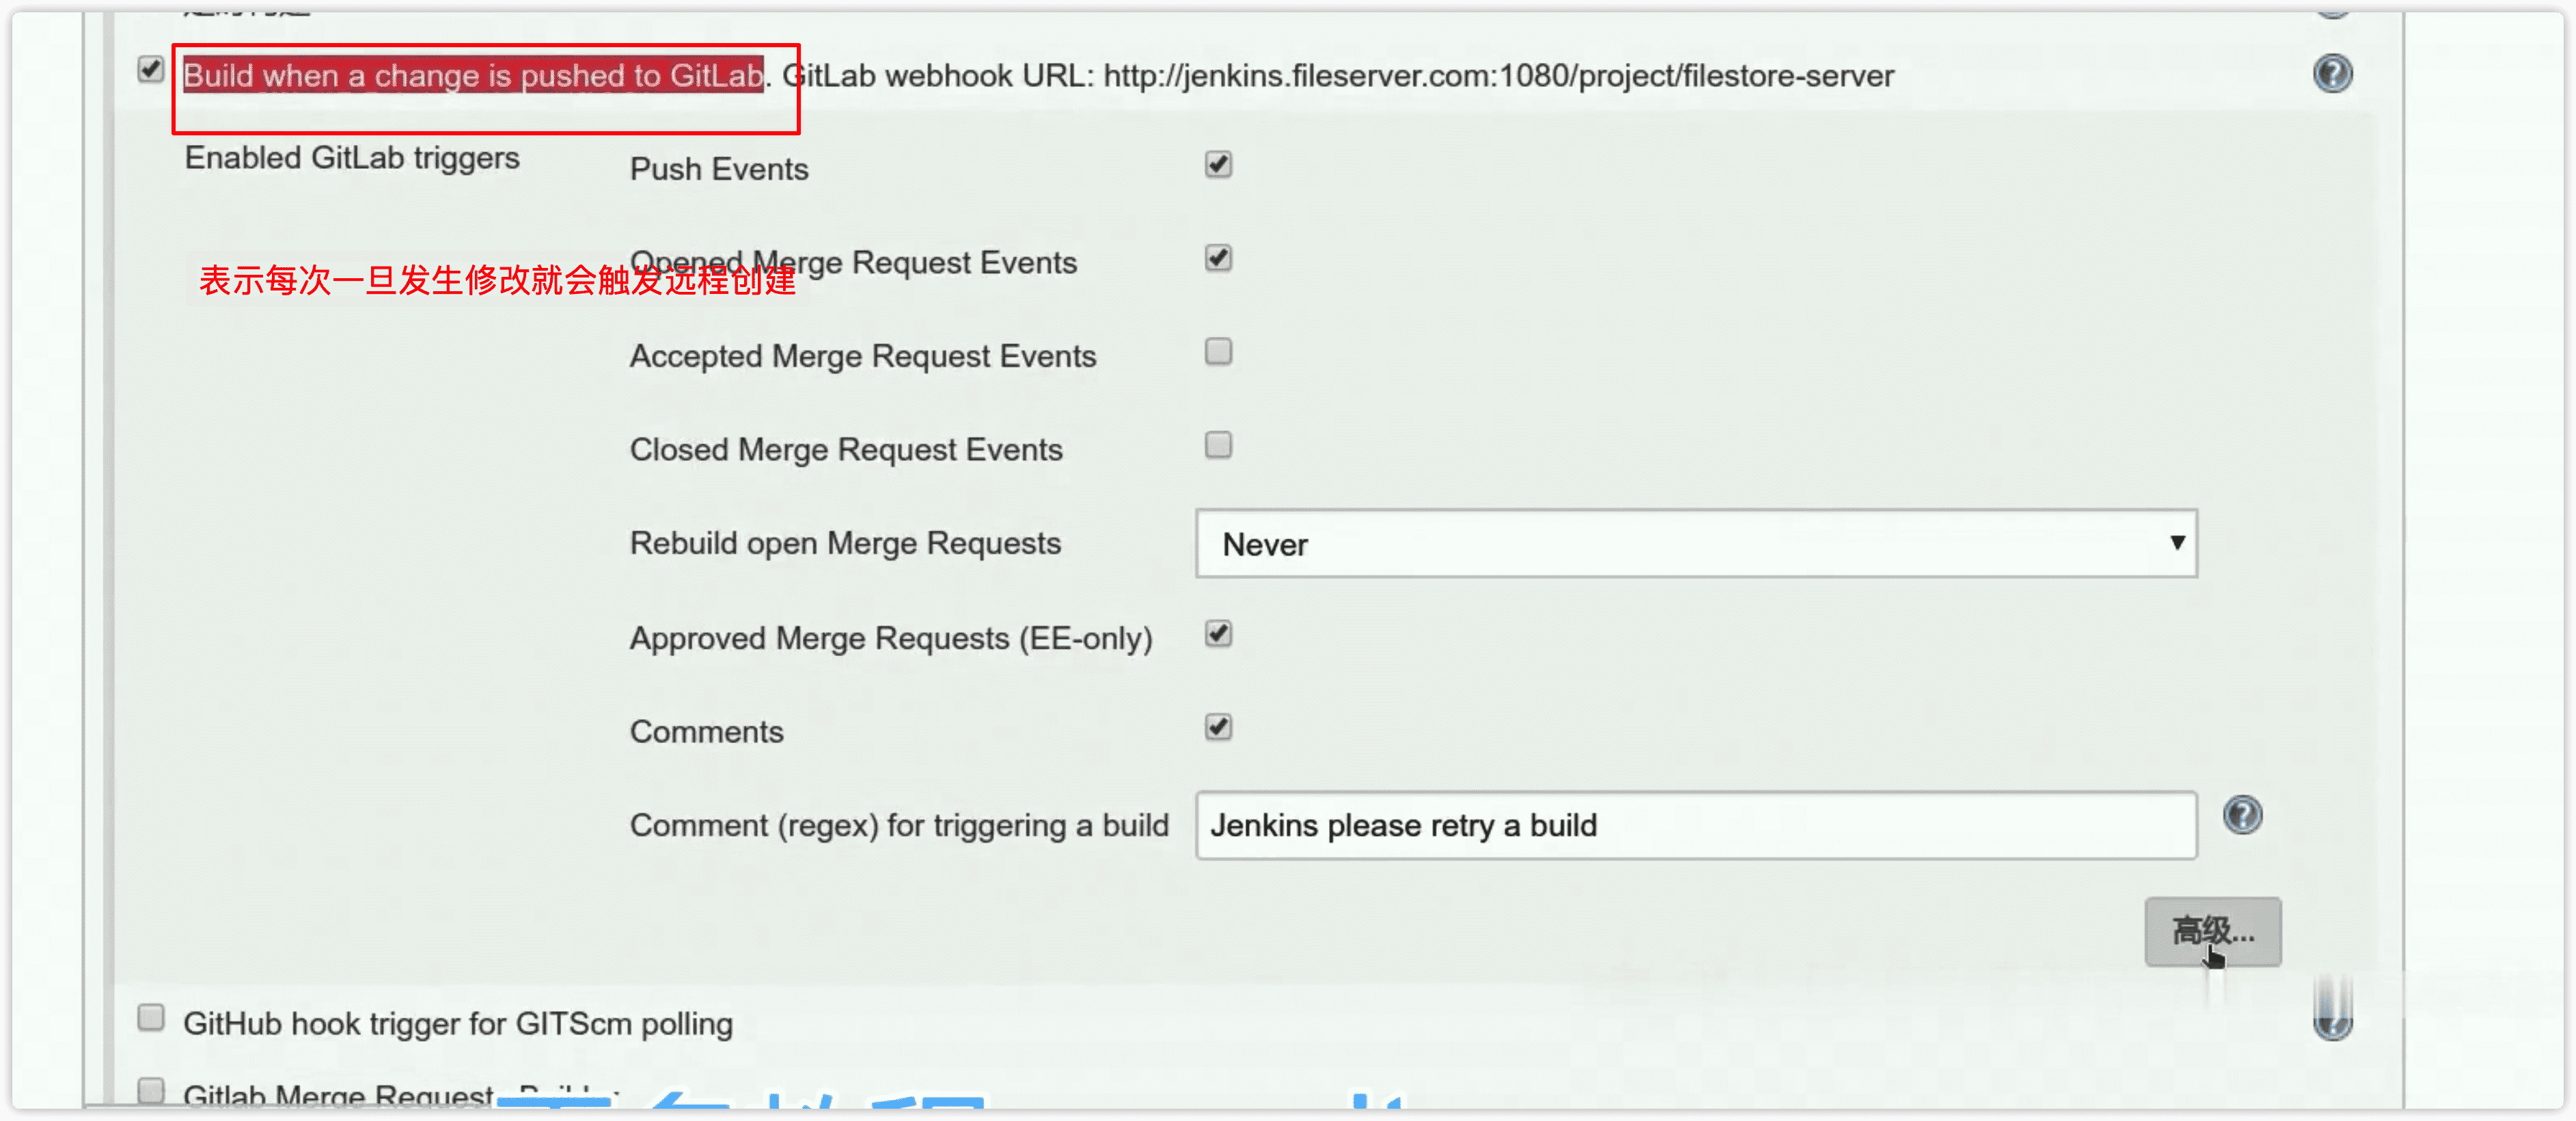 Build when a change is pushed to GitLab. GitLab webhook URL: http://jenkins.fileserver.com:1080/project/filestore-server
Enabled GitLab triggers
Push Events
Opened Merge Request Events
表示每次一旦发生修改就会触发远程创建
Accepted Merge Request Events
Closed Merge Request Events
Rebuild open Merge Requests
Never
Approved Merge Requests (EE-only)
Comments
Comment (regex) for triggering a build
Jenkins please retry a build
高级...
GitHub hook trigger for GITScm polling
Gitlab Merge Request